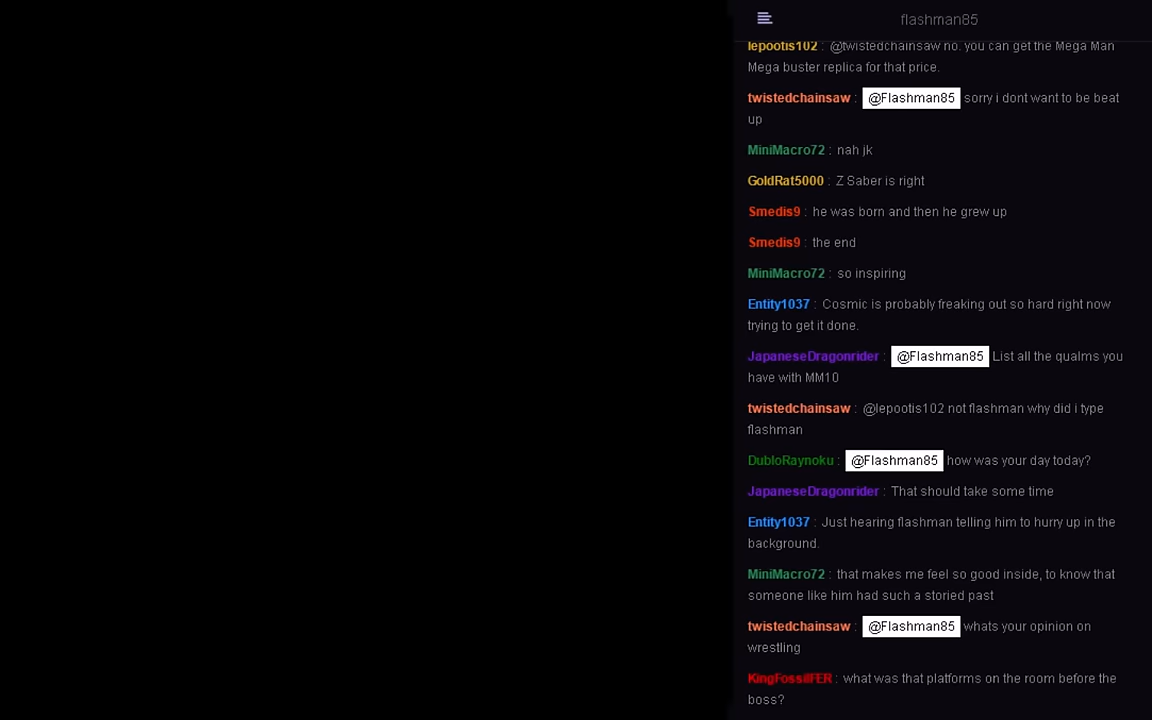 flashman85
lepootis102 : @twistedchainsaw no. you can get the Mega Man
Mega buster replica for that price.
twistedchainsaw : @Flashman85 sorry i dont want to be beat
up
MiniMacro72 : nah jk
GoldRat5000 : Z Saber is right
Smedis9 : he was born and then he grew up
Smedis9 : the end
MiniMacro72 : so inspiring
Entity1037 : Cosmic is probably freaking out so hard right now
trying to get it done.
JapaneseDragonrider : @Flashman85 List all the qualms you
have with MM10
twistedchainsaw : @lepootis102 not flashman why did i type
flashman
DubloRaynoku : @Flashman85 how was your day today?
JapaneseDragonrider : That should take some time
Entity1037 : Just hearing flashman telling him to hurry up in the
background.
MiniMacro72 : that makes me feel so good inside, to know that
someone like him had such a storied past
twistedchainsaw : @Flashman85 whats your opinion on
wrestling
KingFossilFER : what was that platforms on the room before the
boss?